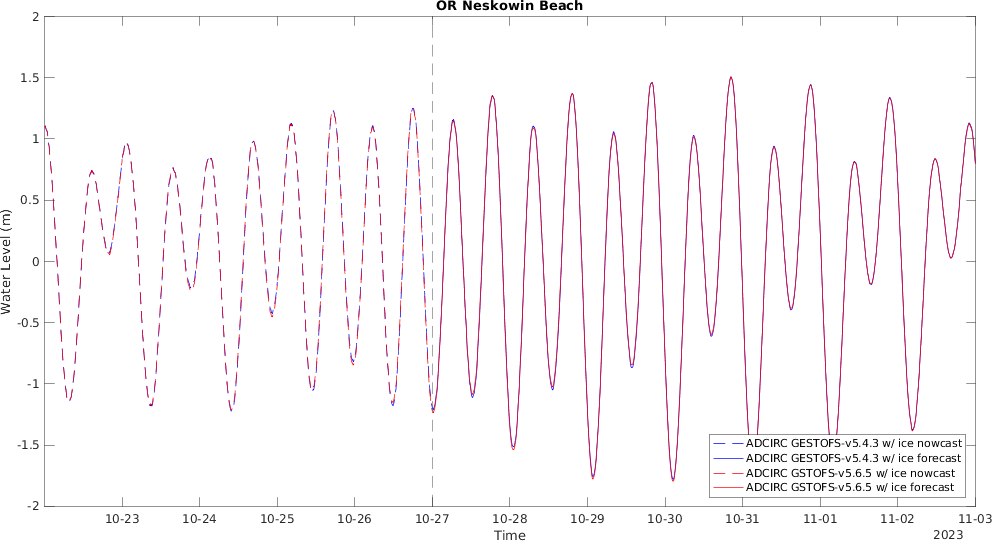 OR Neskowin Beach
2
1.5
1
0.5
0
-0.5
-1
-1.5
-2
Water Level (m)
ADCIRC GESTOFS-v5.4.3 w/ ice nowcast
ADCIRC GESTOFS-v5.4.3 w/ ice forecast
ADCIRC GSTOFS-v5.6.5 w/ ice nowcast
ADCIRC GSTOFS-v5.6.5 w/ ice forecast
10-23 10-24 10-25 10-26 10-27 10-28 10-29 10-30 10-31 11-01 11-02 11-03
Time
2023